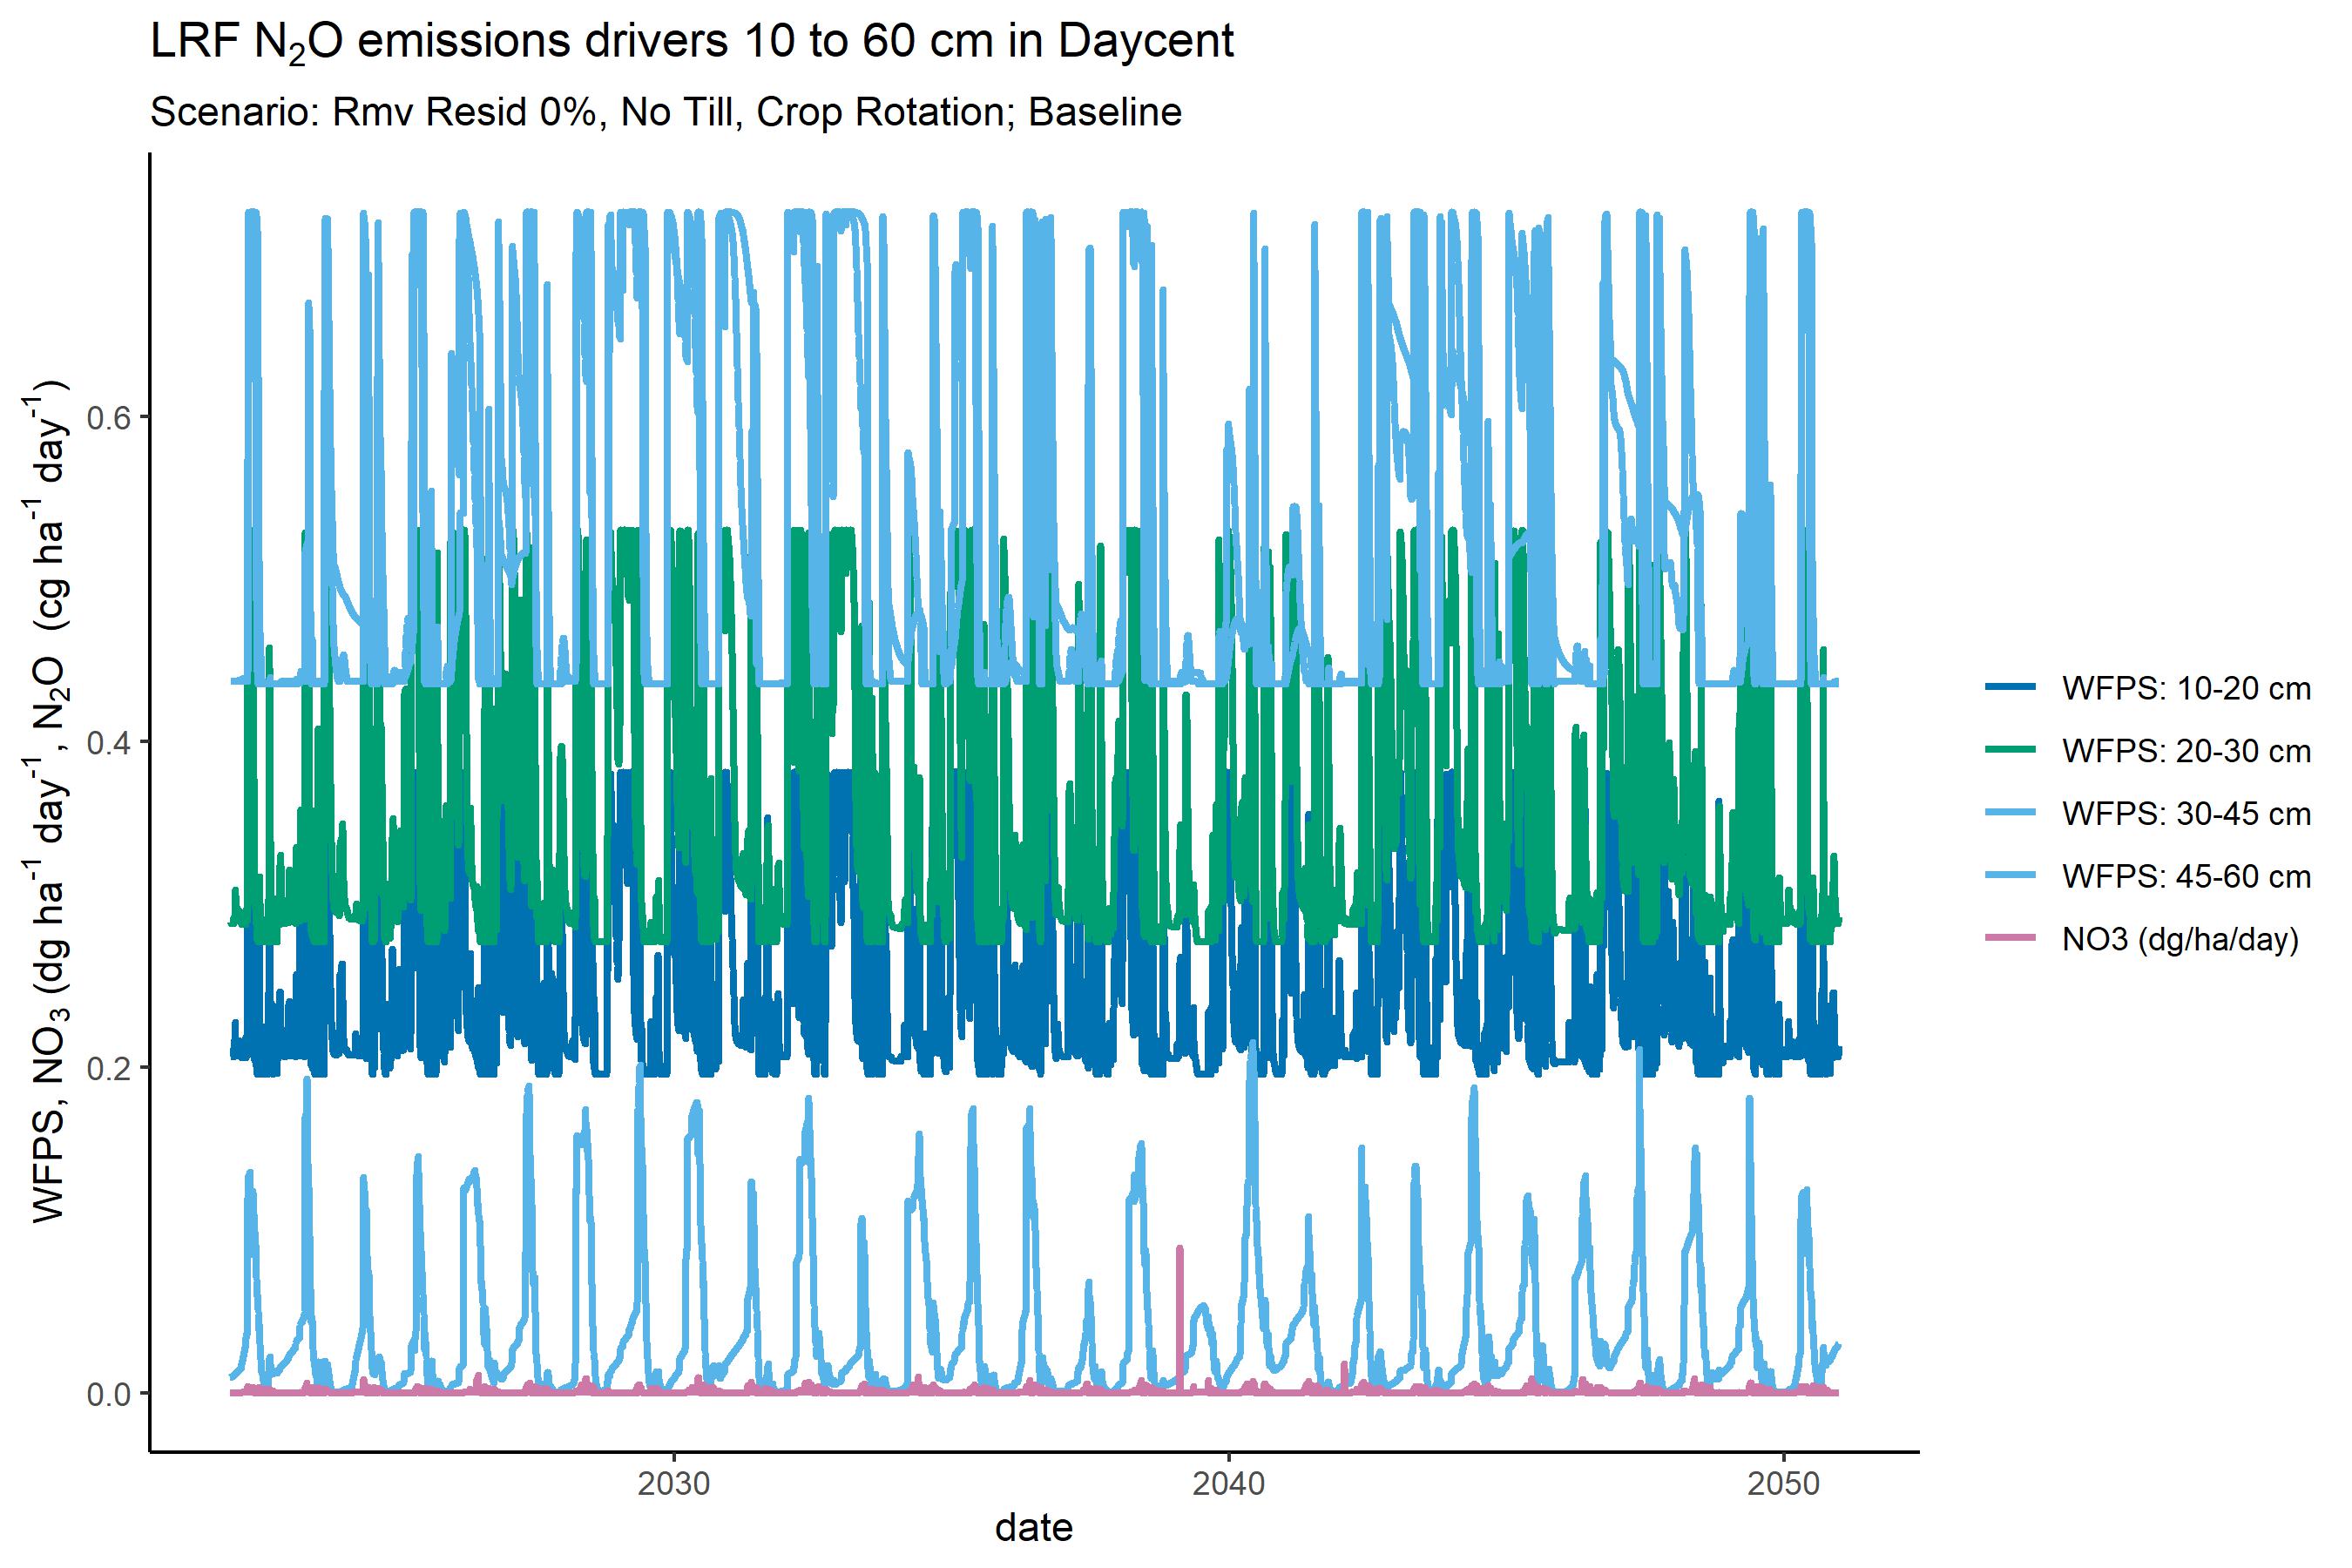 LRF N₂O emissions drivers 10 to 60 cm in Daycent
Scenario: Rmv Resid 0%, No Till, Crop Rotation; Baseline
WFPS, NO₃ (dg ha⁻¹ day⁻¹, N₂O (cg ha⁻¹ day⁻¹)
0.6
0.4
0.2
0.0
2030
2040
2050
date
WFPS: 10-20 cm
WFPS: 20-30 cm
WFPS: 30-45 cm
WFPS: 45-60 cm
NO3 (dg/ha/day)